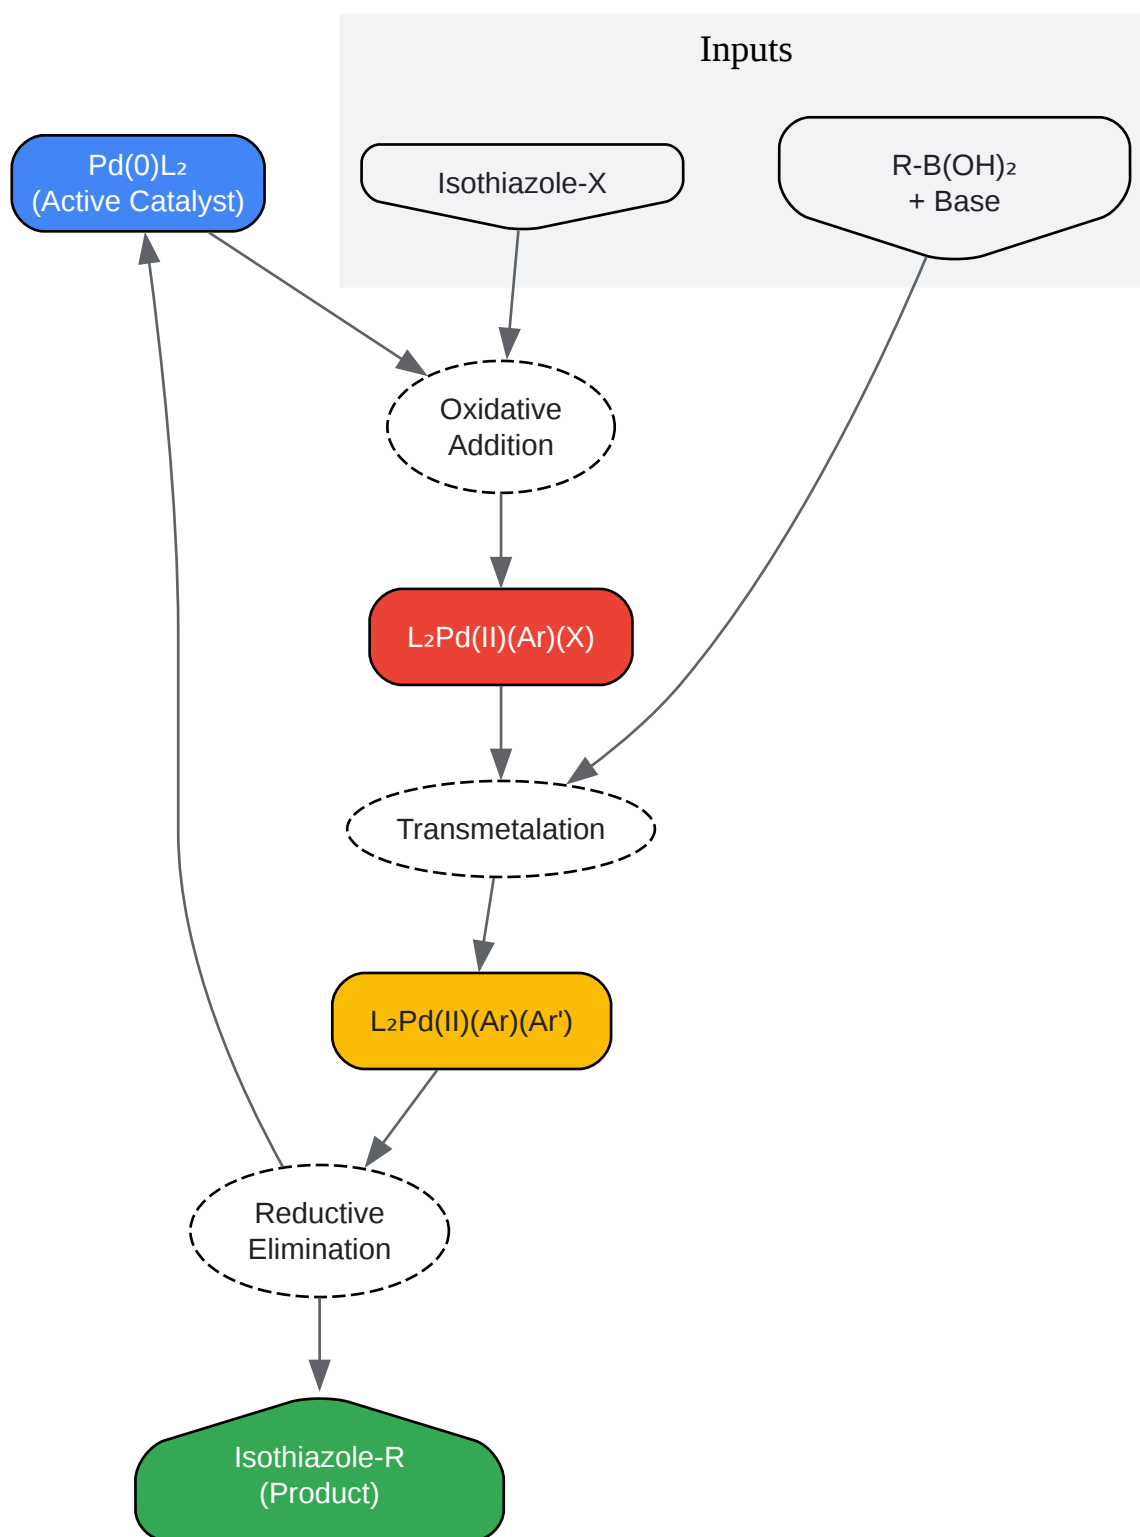 Inputs
Pd(0)L₂
(Active Catalyst)
Isothiazole-X
R-B(OH)₂
+ Base
Oxidative
Addition
L₂Pd(II)(Ar)(X)
Transmetalation
L₂Pd(II)(Ar)(Ar')
Reductive
Elimination
Isothiazole-R
(Product)